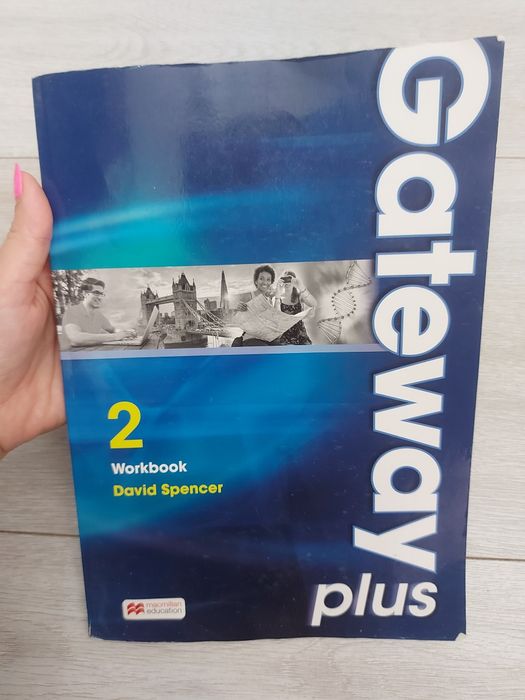 Gateway
plus
2
Workbook
David Spencer
macmillan
education